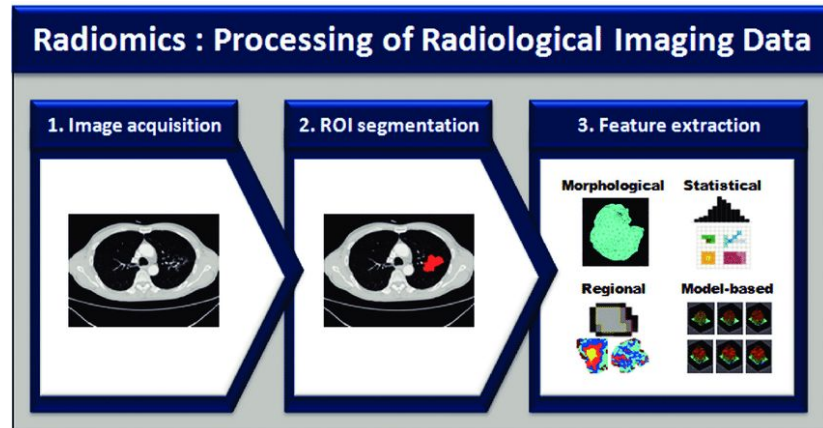 Radiomics : Processing of Radiological Imaging Data
1. Image acquisition
2. ROI segmentation
3. Feature extraction
Morphological
Statistical
Regional
Model-based